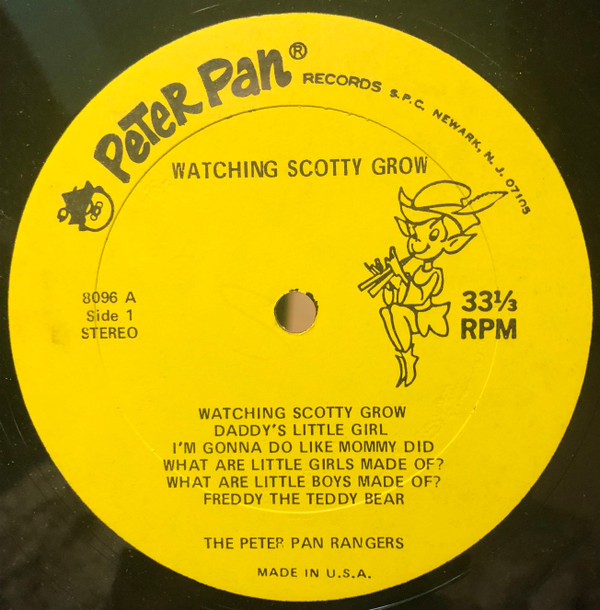 PETER PAN® RECORDS S.P.C. NEWARK, N. J. 07105
WATCHING SCOTTY GROW
8096 A
Side 1
STEREO
33⅓
RPM
WATCHING SCOTTY GROW
DADDY'S LITTLE GIRL
I'M GONNA DO LIKE MOMMY DID
WHAT ARE LITTLE GIRLS MADE OF?
WHAT ARE LITTLE BOYS MADE OF?
FREDDY THE TEDDY BEAR
THE PETER PAN RANGERS
MADE IN U.S.A.